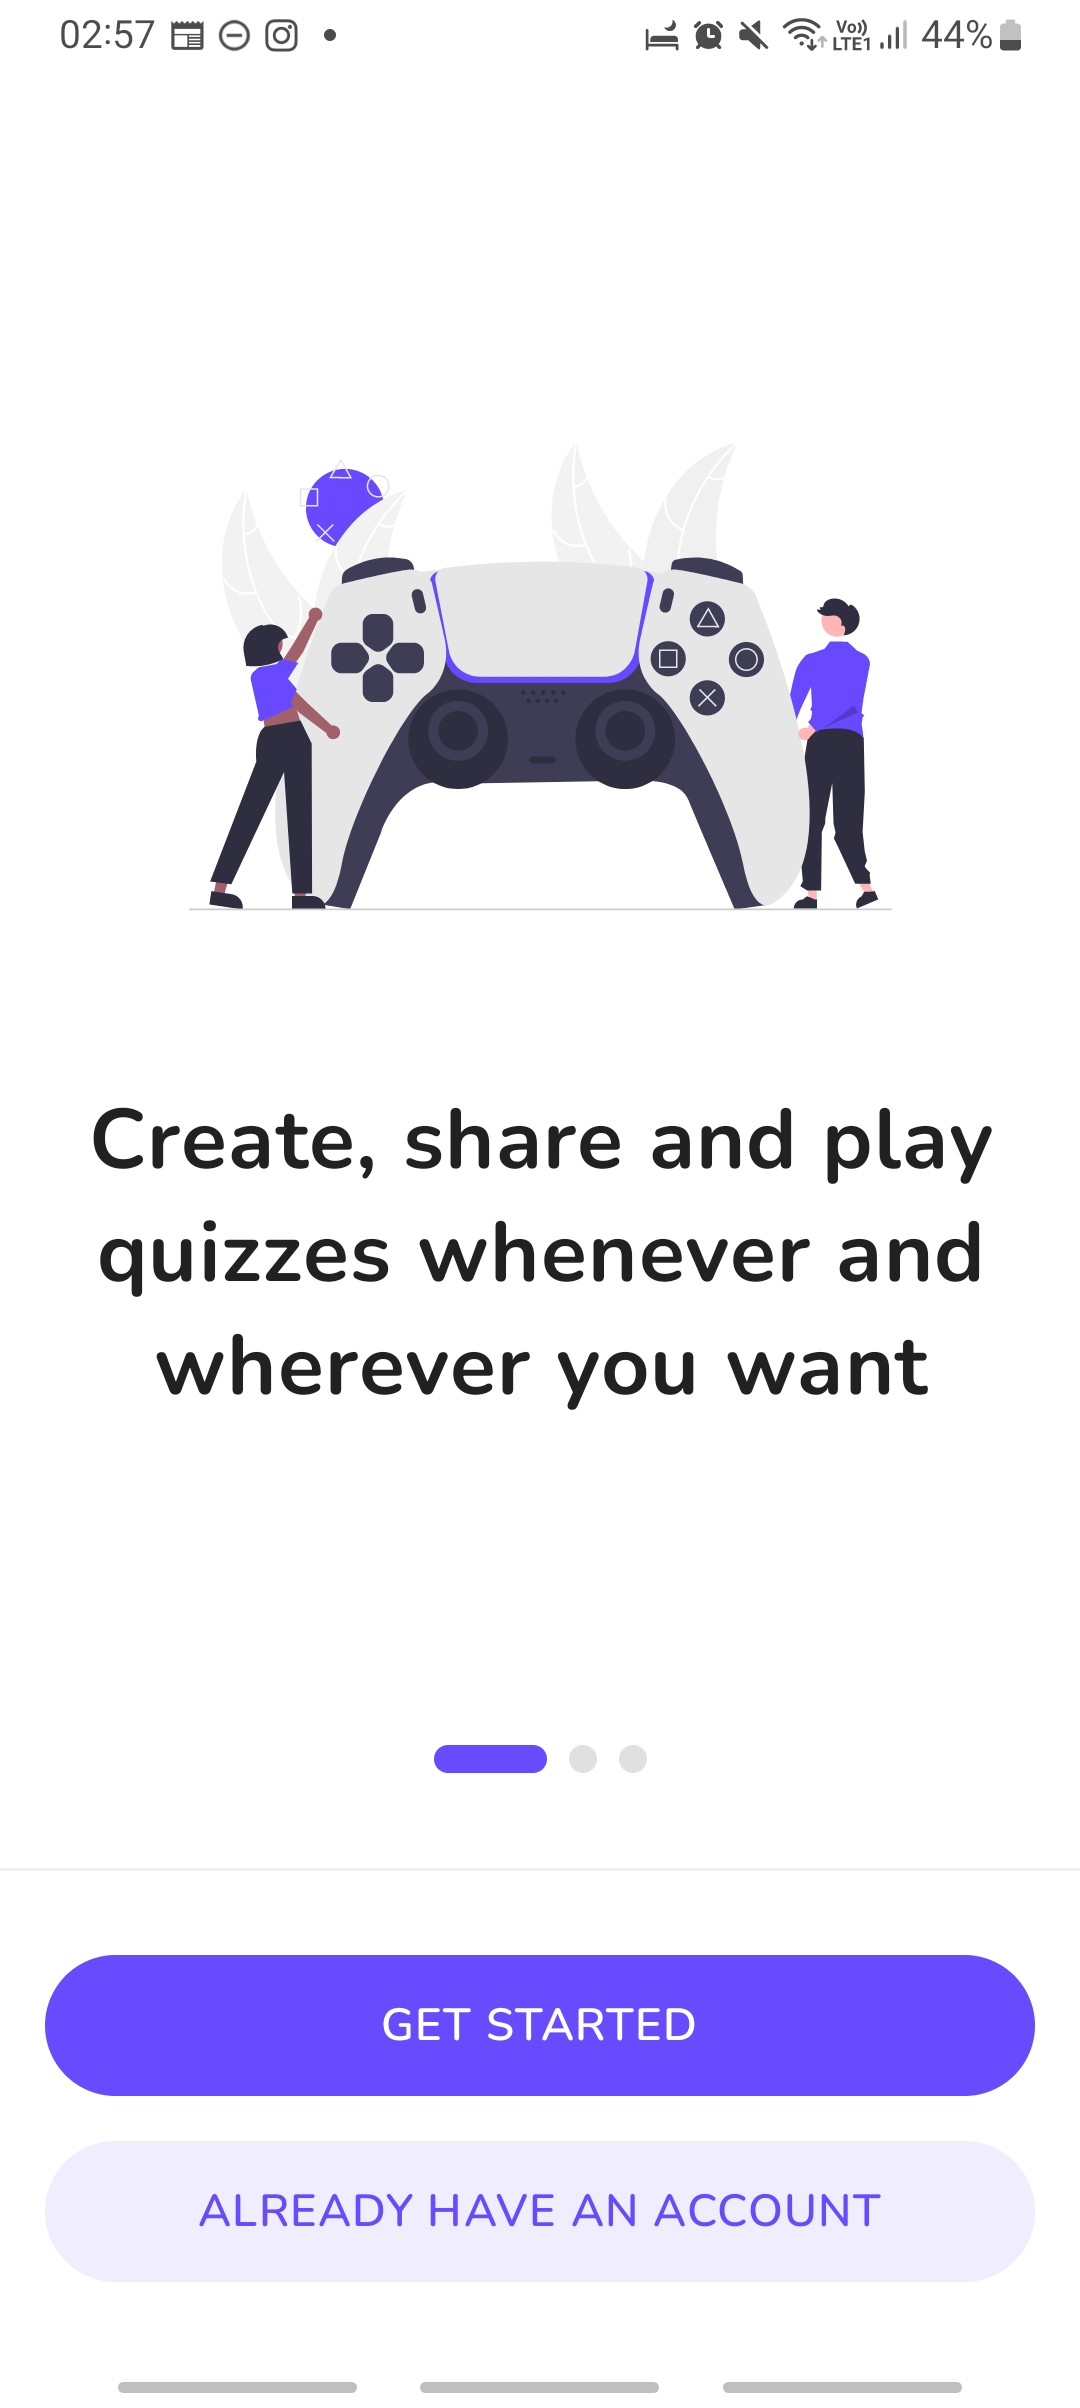 02:57
Vo)) LTE1 44%
Create, share and play
quizzes whenever and
wherever you want
GET STARTED
ALREADY HAVE AN ACCOUNT